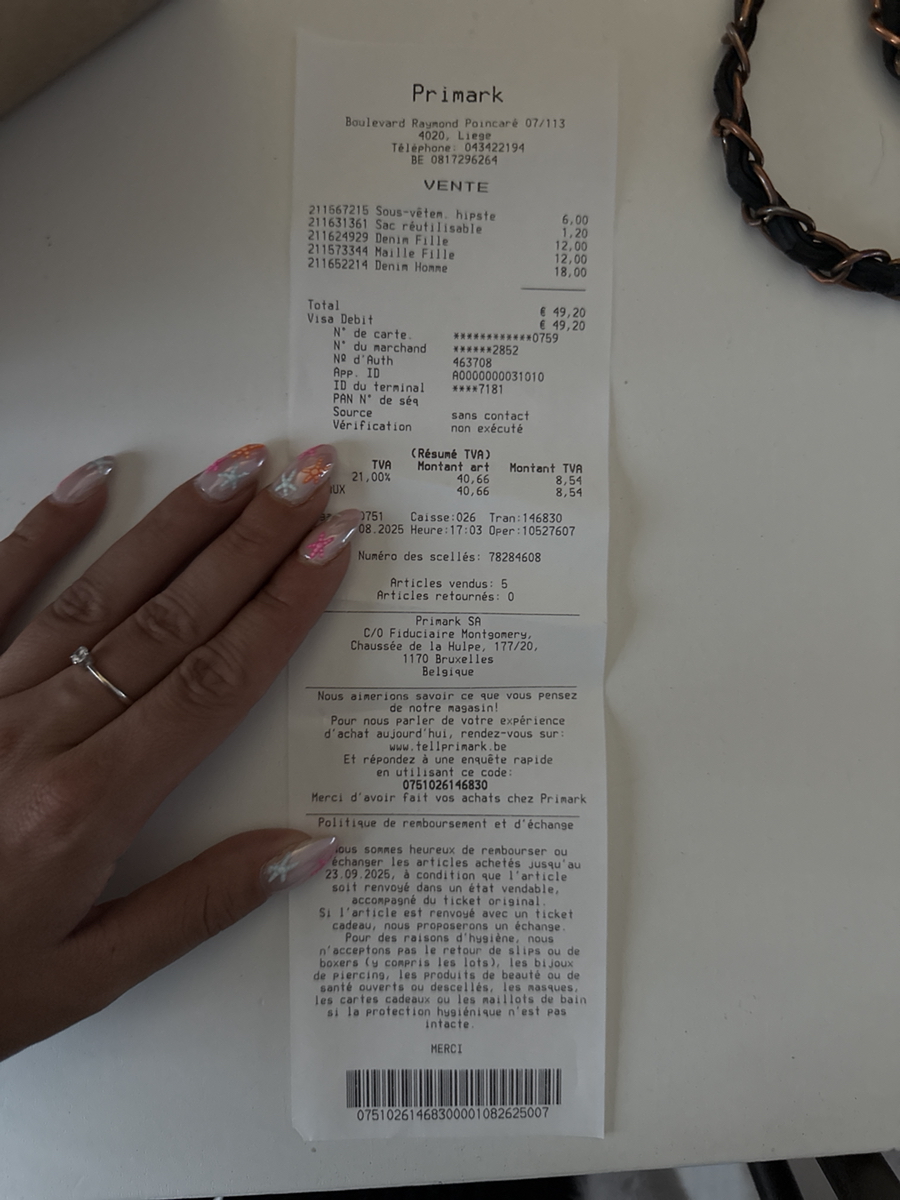 Primark
Boulevard Raymond Poincaré 07/113
4020, Liege
Téléphone: 043422194
BE 0817296264
VENTE
211567215 Sous-vêtem. hipste 6,00
211631361 Sac réutilisable 1,20
211624929 Denim Fille 12,00
211573344 Maille Fille 12,00
211652214 Denim Homme 18,00
Total € 49,20
Visa Debit € 49,20
N° de carte. ************0759
N° du marchand ******2852
Nº d'Auth 463708
App. ID A0000000031010
ID du terminal ****7181
PAN N° de séq
Source sans contact
Vérification non exécuté
(Résumé TVA)
TVA Montant art Montant TVA
21,00% 40,66 8,54
UX 40,66 8,54
0751 Caisse:026 Tran:146830
08.2025 Heure:17:03 Oper:10527607
Numéro des scellés: 78284608
Articles vendus: 5
Articles retournés: 0
Primark SA
C/O Fiduciaire Montgomery,
Chaussée de la Hulpe, 177/20,
1170 Bruxelles
Belgique
Nous aimerions savoir ce que vous pensez
de notre magasin!
Pour nous parler de votre expérience
d'achat aujourd'hui, rendez-vous sur:
www.tellprimark.be
Et répondez à une enquête rapide
en utilisant ce code:
0751026146830
Merci d'avoir fait vos achats chez Primark
Politique de remboursement et d'échange
ous sommes heureux de rembourser ou
échanger les articles achetés jusqu'au
23.09.2025, à condition que l'article
soit renvoyé dans un état vendable,
accompagné du ticket original.
Si l'article est renvoyé avec un ticket
cadeau, nous proposerons un échange.
Pour des raisons d'hygiène, nous
n'acceptons pas le retour de slips ou de
boxers (y compris les lots), les bijoux
de piercing, les produits de beauté ou de
santé ouverts ou descellés, les masques,
les cartes cadeaux ou les maillots de bain
si la protection hygiénique n'est pas
intacte.
MERCI
07510261468300001082625007